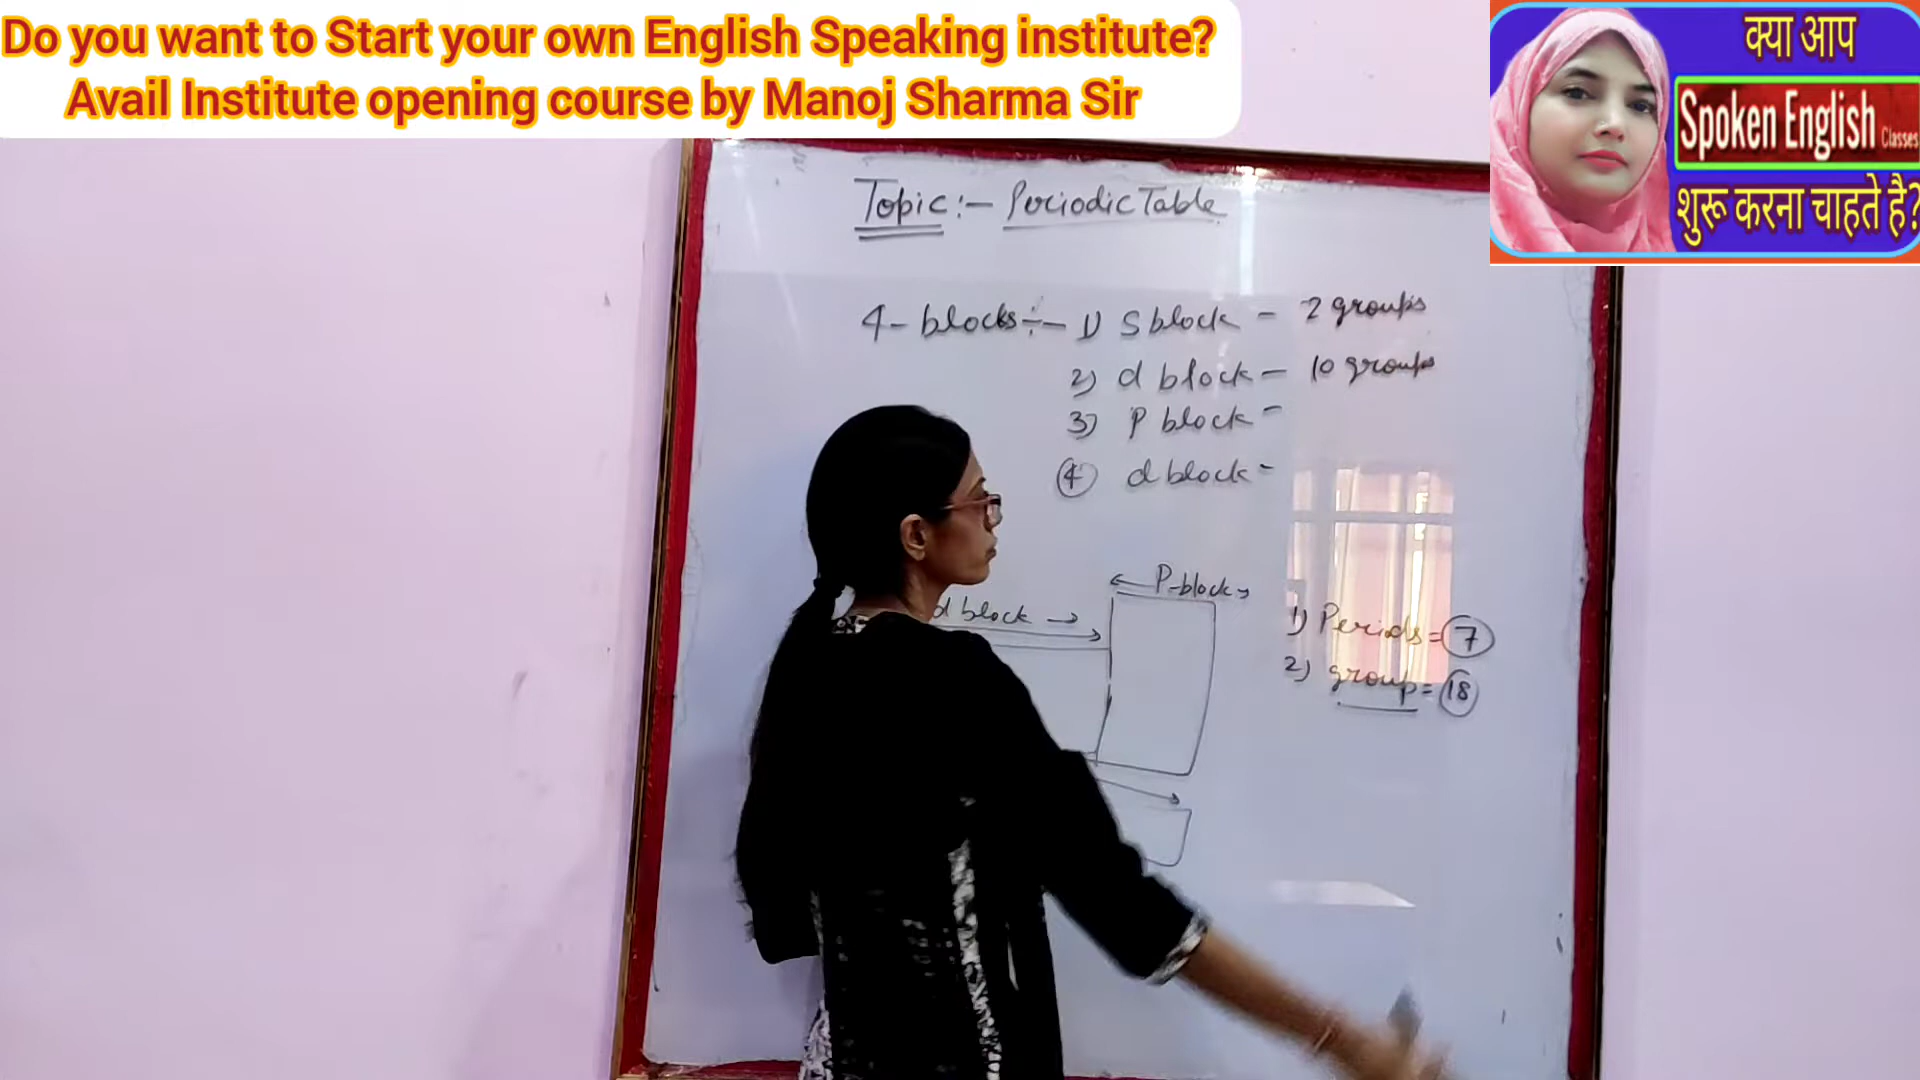 Do you want to Start your own English Speaking institute?
Avail Institute opening course by Manoj Sharma Sir
क्या आप
Spoken English Classes
शुरू करना चाहते है?
Topic:- Periodic Table
4- blocks:- 1) S block - 2 groups
2) d block - 10 groups
3) P block -
4 d block -
d block →
← P-block →
1) Periods = 7
2) group = 18